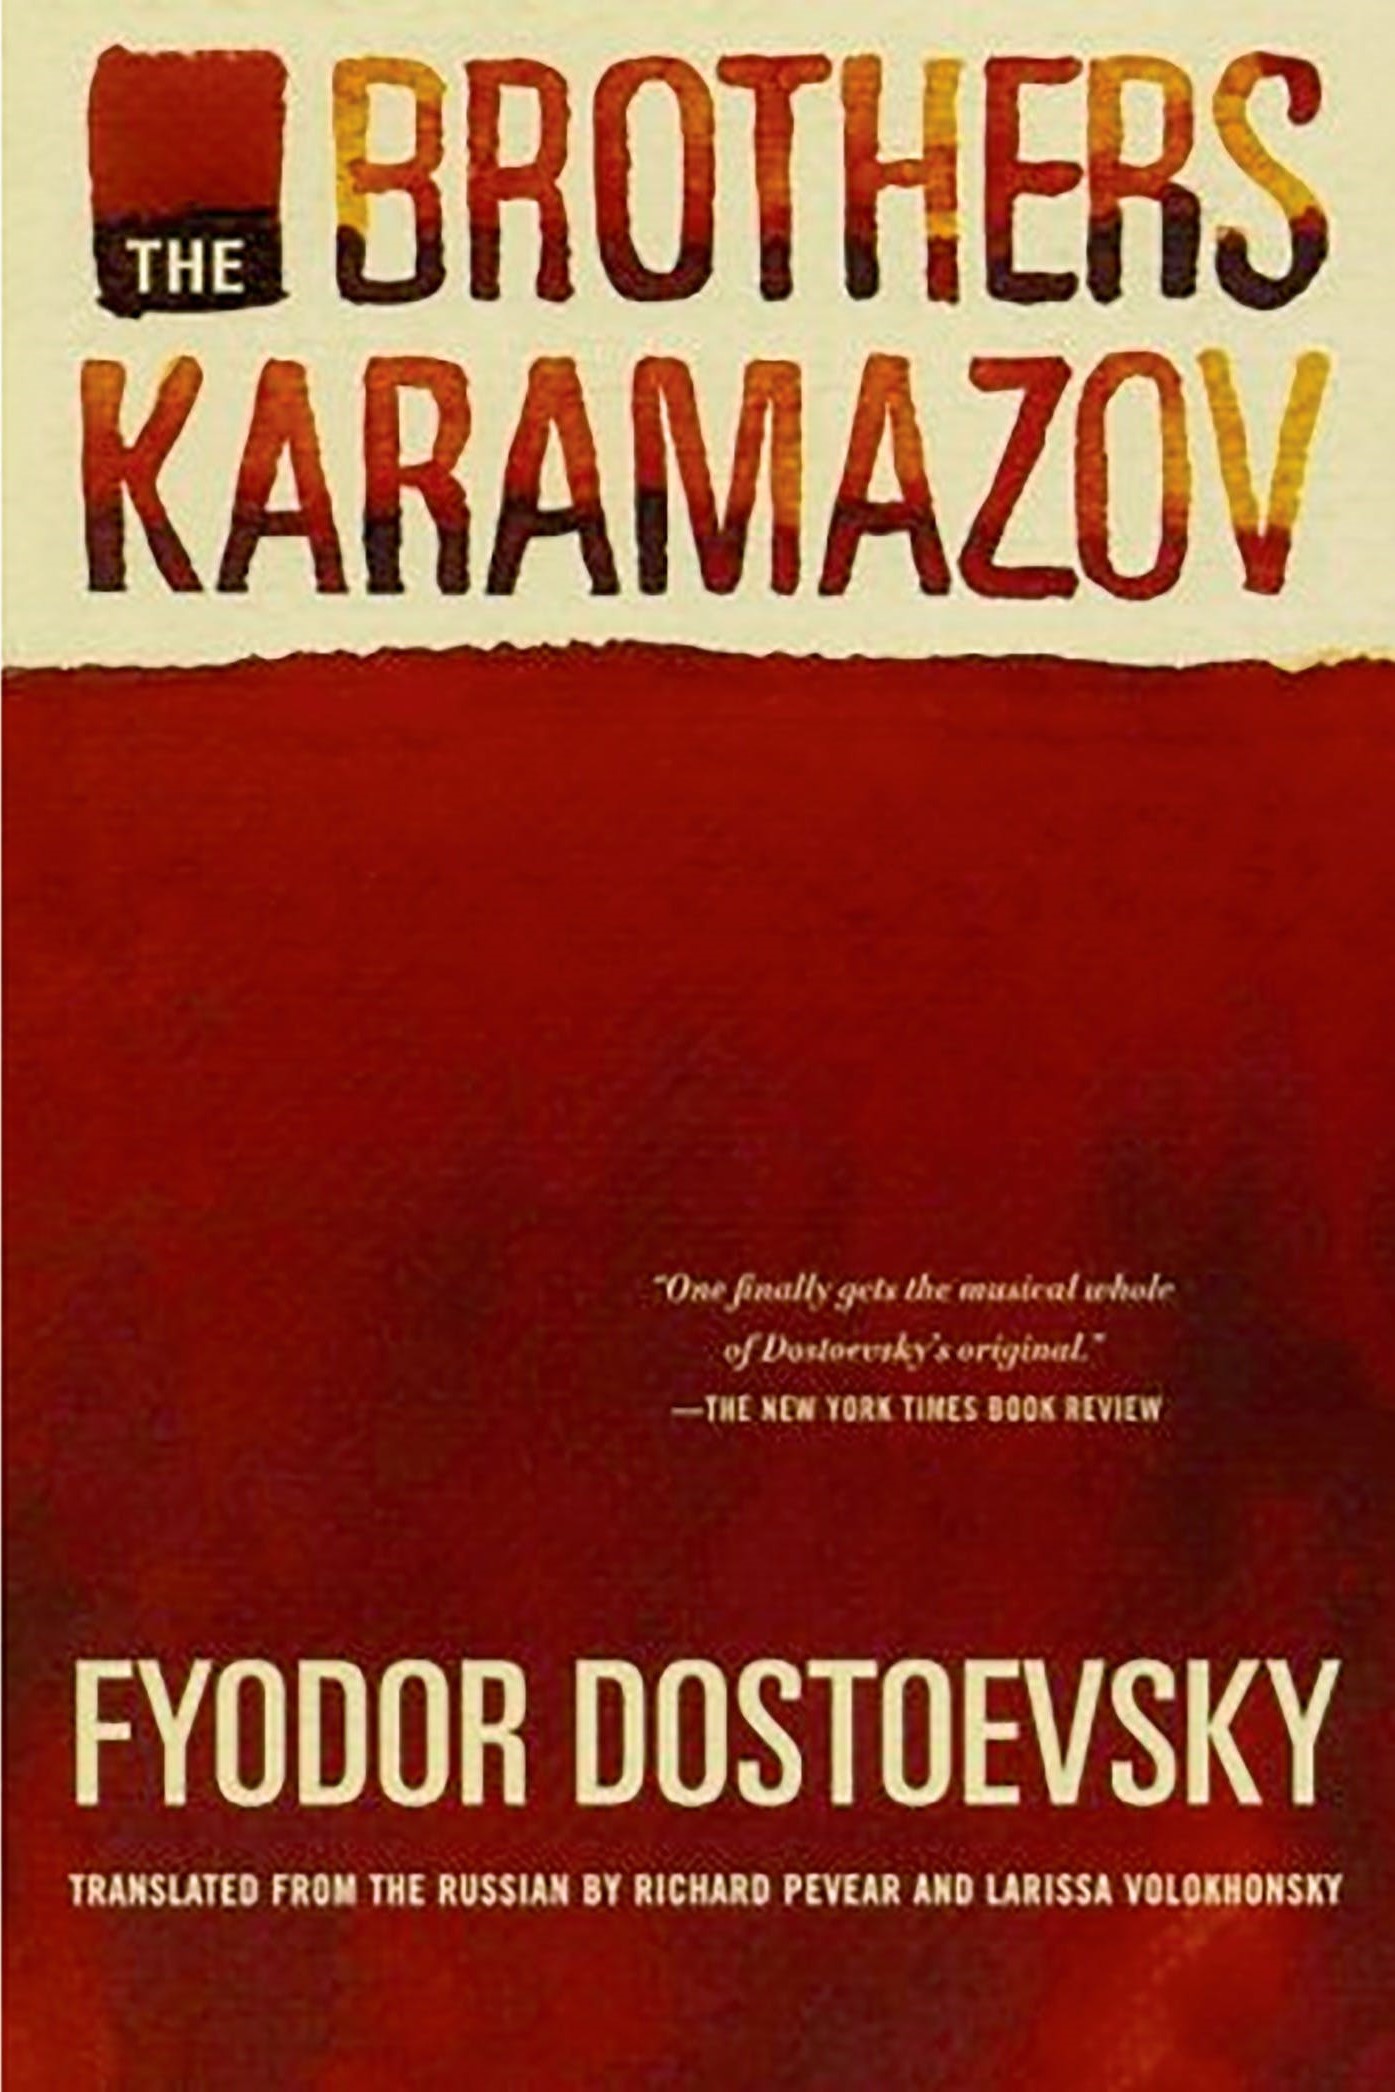 THE BROTHERS
KARAMAZOV
“One finally gets the musical whole
of Dostoevsky’s original.”
—THE NEW YORK TIMES BOOK REVIEW
FYODOR DOSTOEVSKY
TRANSLATED FROM THE RUSSIAN BY RICHARD PEVEAR AND LARISSA VOLOKHONSKY